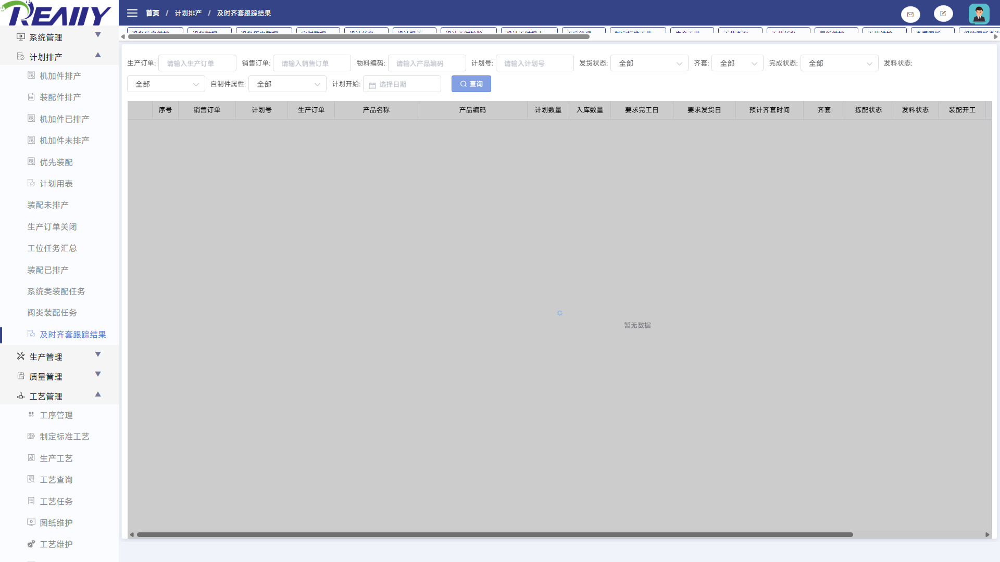 REAllY
首页 / 计划排产 / 及时齐套跟踪结果
系统管理
计划排产
机加件排产
装配件排产
机加件已排产
机加件未排产
优先装配
计划用表
装配未排产
生产订单关闭
工位任务汇总
装配已排产
系统类装配任务
阀类装配任务
及时齐套跟踪结果
生产管理
质量管理
工艺管理
工序管理
制定标准工艺
生产工艺
工艺查询
工艺任务
图纸维护
工艺维护
生产订单: 请输入生产订单 销售订单: 请输入销售订单 物料编码: 请输入产品编码 计划号: 请输入计划号 发货状态: 全部 齐套: 全部 完成状态: 全部 发料状态:
全部 自制件属性: 全部 计划开始: 选择日期 查询
序号 销售订单 计划号 生产订单 产品名称 产品编码 计划数量 入库数量 要求完工日 要求发货日 预计齐套时间 齐套 拣配状态 发料状态 装配开工
暂无数据